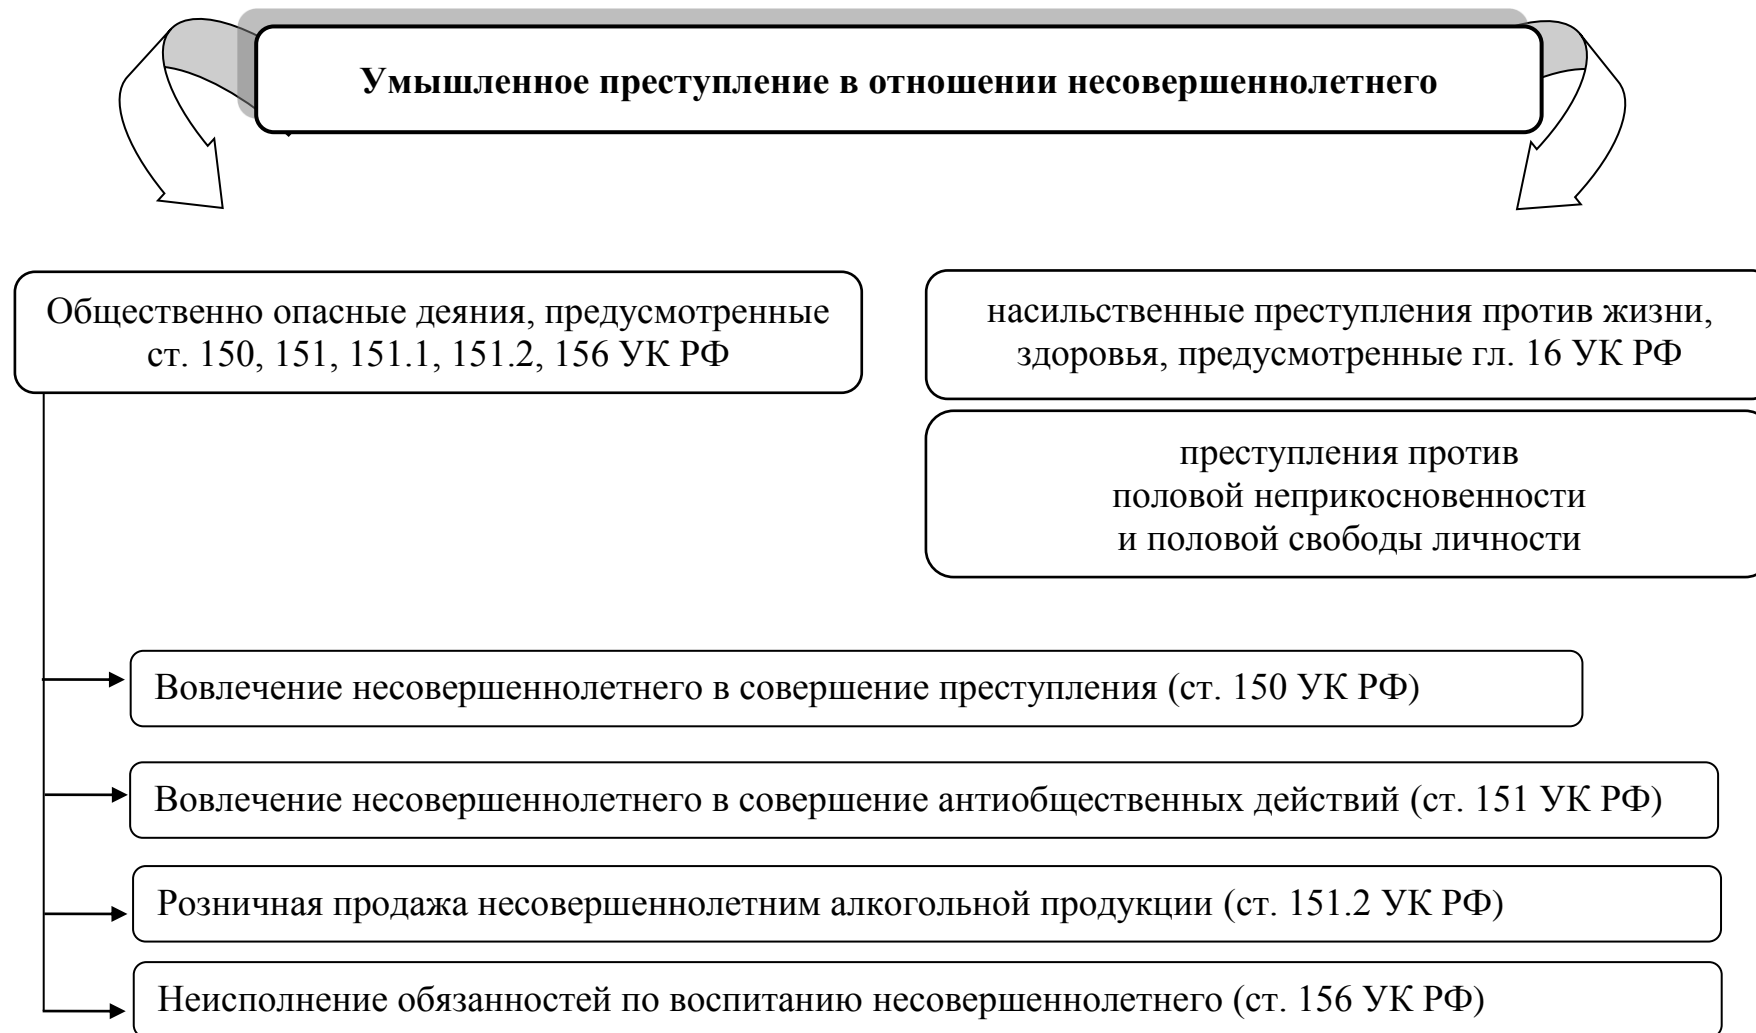 Умышленное преступление в отношении несовершеннолетнего
Общественно опасные деяния, предусмотренные
ст. 150, 151, 151.1, 151.2, 156 УК РФ
насильственные преступления против жизни,
здоровья, предусмотренные гл. 16 УК РФ
преступления против
половой неприкосновенности
и половой свободы личности
Вовлечение несовершеннолетнего в совершение преступления (ст. 150 УК РФ)
Вовлечение несовершеннолетнего в совершение антиобщественных действий (ст. 151 УК РФ)
Розничная продажа несовершеннолетним алкогольной продукции (ст. 151.2 УК РФ)
Неисполнение обязанностей по воспитанию несовершеннолетнего (ст. 156 УК РФ)